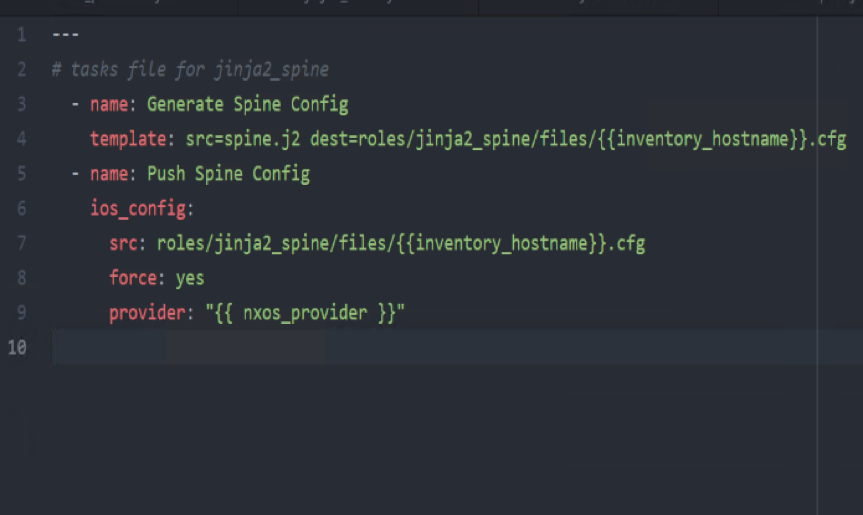 1 ---
2 # tasks file for jinja2_spine
3 - name: Generate Spine Config
4 template: src=spine.j2 dest=roles/jinja2_spine/files/{{inventory_hostname}}.cfg
5 - name: Push Spine Config
6 ios_config:
7 src: roles/jinja2_spine/files/{{inventory_hostname}}.cfg
8 force: yes
9 provider: "{{ nxos_provider }}"
10